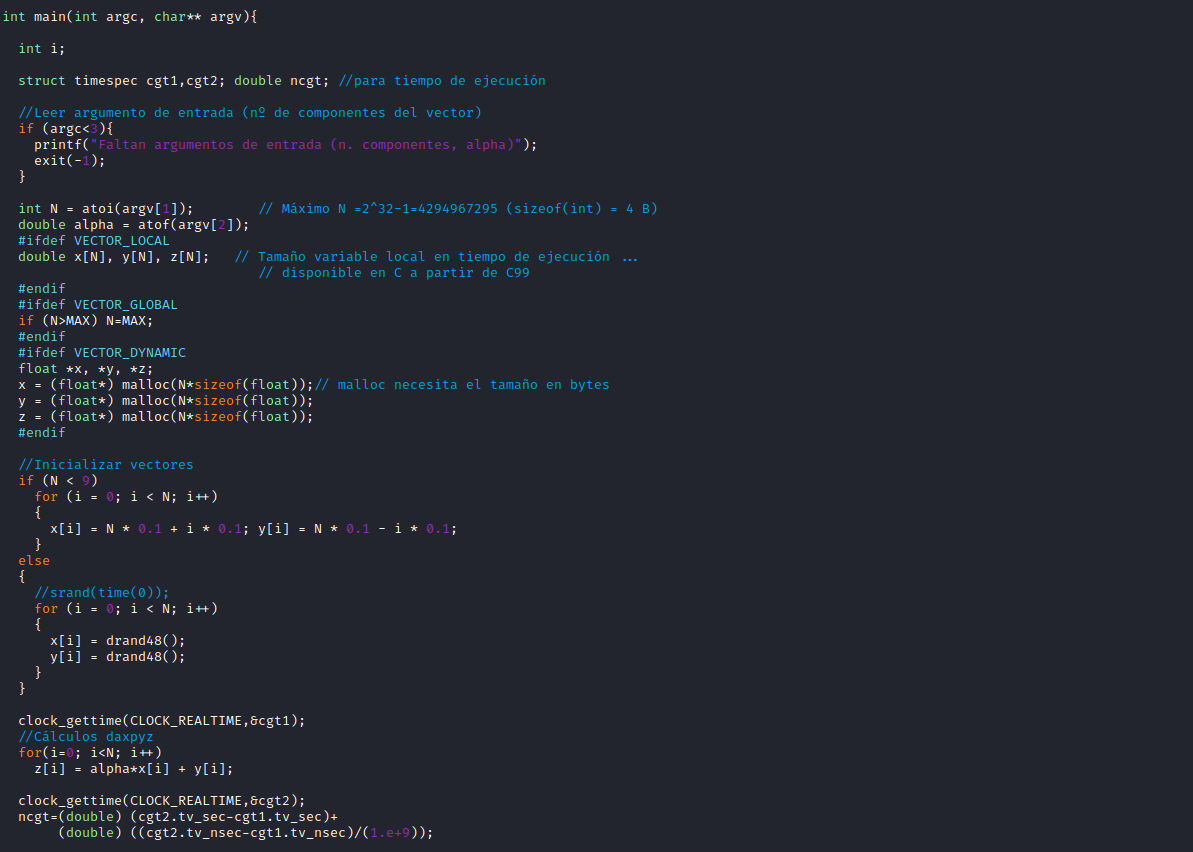 int main(int argc, char** argv){
int i;
struct timespec cgt1,cgt2; double ncgt; //para tiempo de ejecución
//Leer argumento de entrada (nº de componentes del vector)
if (argc<3){
printf("Faltan argumentos de entrada (n. componentes, alpha)");
exit(-1);
}
int N = atoi(argv[1]);        // Máximo N =2^32-1=4294967295 (sizeof(int) = 4 B)
double alpha = atof(argv[2]);
#ifdef VECTOR_LOCAL
double x[N], y[N], z[N];   // Tamaño variable local en tiempo de ejecución ...
// disponible en C a partir de C99
#endif
#ifdef VECTOR_GLOBAL
if (N>MAX) N=MAX;
#endif
#ifdef VECTOR_DYNAMIC
float *x, *y, *z;
x = (float*) malloc(N*sizeof(float));// malloc necesita el tamaño en bytes
y = (float*) malloc(N*sizeof(float));
z = (float*) malloc(N*sizeof(float));
#endif
//Inicializar vectores
if (N < 9)
for (i = 0; i < N; i++)
{
x[i] = N * 0.1 + i * 0.1; y[i] = N * 0.1 - i * 0.1;
}
else
{
//srand(time(0));
for (i = 0; i < N; i++)
{
x[i] = drand48();
y[i] = drand48();
}
}
clock_gettime(CLOCK_REALTIME,&cgt1);
//Cálculos daxpyz
for(i=0; i<N; i++)
z[i] = alpha*x[i] + y[i];
clock_gettime(CLOCK_REALTIME,&cgt2);
ncgt=(double) (cgt2.tv_sec-cgt1.tv_sec)+
(double) ((cgt2.tv_nsec-cgt1.tv_nsec)/(1.e+9));